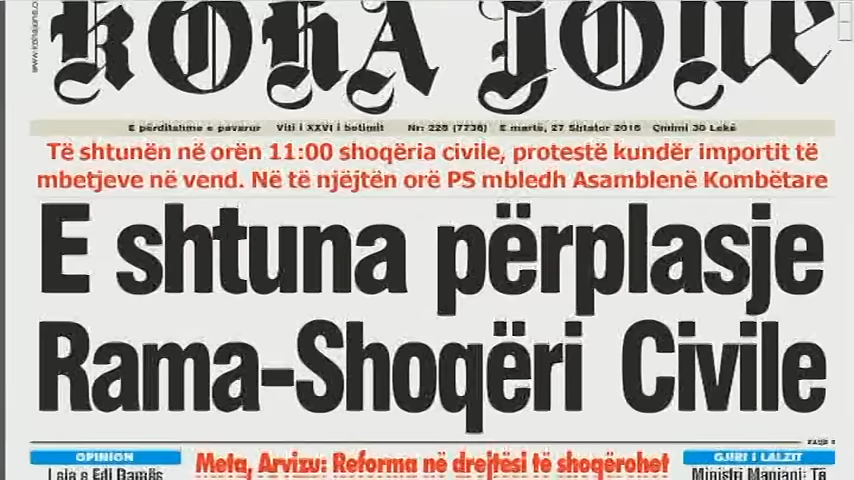 KOHA JONË
E përditshme e pavarur Viti i XXVI i botimit Nr: 228 (7736) E martë, 27 Shtator 2016 Çmimi 30 Lekë
Të shtunën në orën 11:00 shoqëria civile, protestë kundër importit të
mbetjeve në vend. Në të njëjtën orë PS mbledh Asamblenë Kombëtare
E shtuna përplasje
Rama-Shoqëri Civile
OPINION
Meta, Arvizu: Reforma në drejtësi të shoqërohet
GJIRI I LALZIT
Ministri Manjani: Të